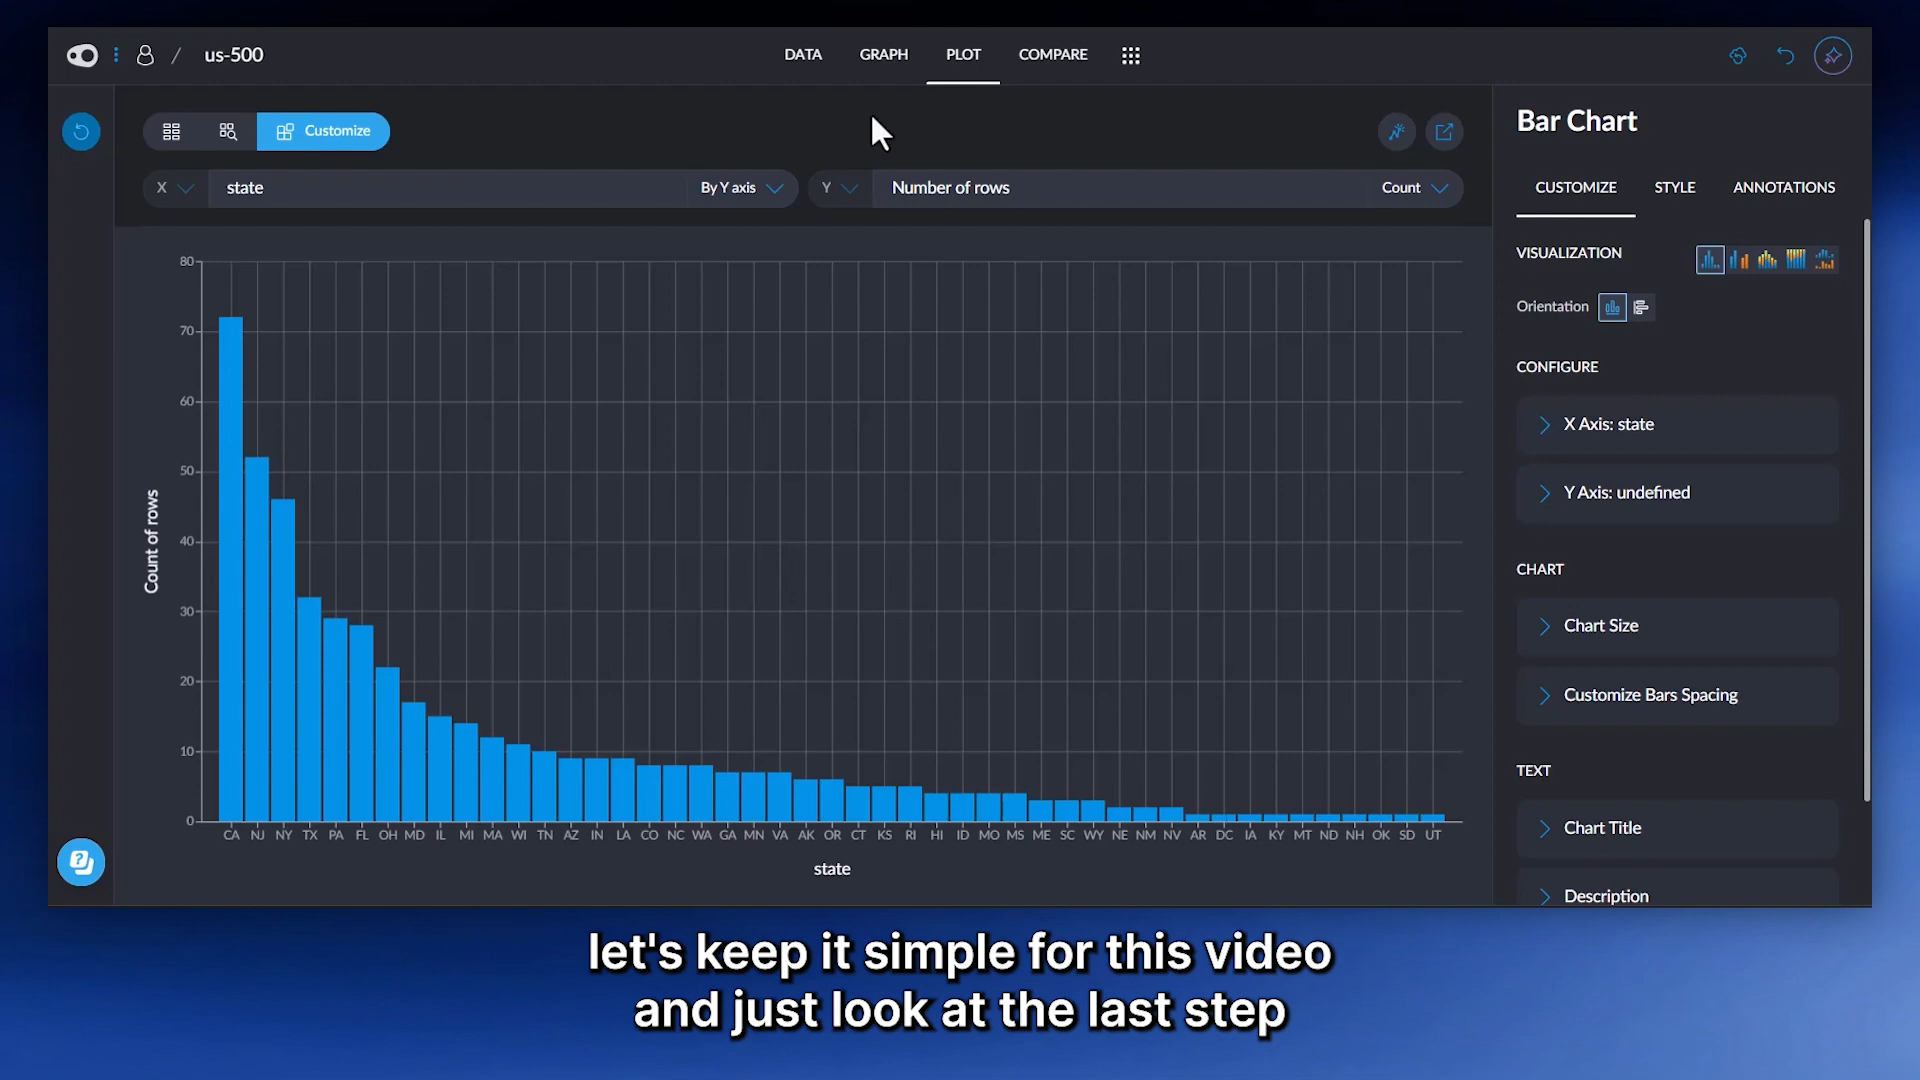 us-500
DATA GRAPH PLOT COMPARE
Customize
X state By Y axis Y Number of rows Count
80
70
60
50
40
30
20
10
0
Count of rows
CA NJ NY TX PA FL OH MD IL MI MA WI TN AZ IN LA CO NC WA GA MN VA AK OR CT KS RI HI ID MO MS ME SC WY NE NM NV AR DC IA KY MT ND NH OK SD UT
state
Bar Chart
CUSTOMIZE STYLE ANNOTATIONS
VISUALIZATION
Orientation
CONFIGURE
X Axis: state
Y Axis: undefined
CHART
Chart Size
Customize Bars Spacing
TEXT
Chart Title
Description
let's keep it simple for this video
and just look at the last step